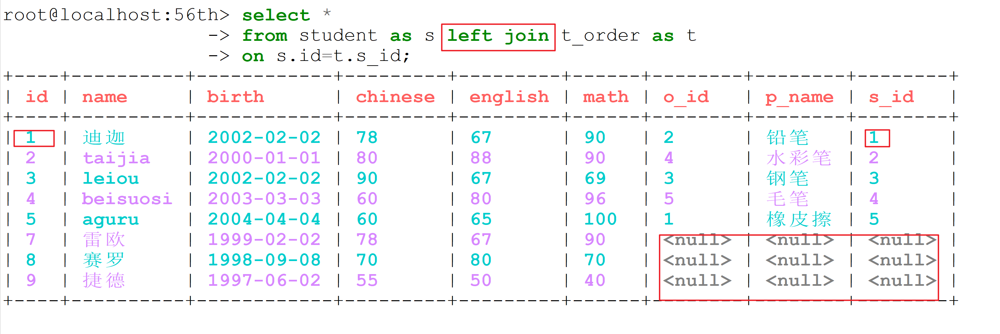 root@localhost:56th> select *
-> from student as s left join t_order as t
-> on s.id=t.s_id;
+----+----------+------------+---------+---------+------+--------+--------+--------+
| id | name | birth | chinese | english | math | o_id | p_name | s_id |
+----+----------+------------+---------+---------+------+--------+--------+--------+
| 1 | 迪迦 | 2002-02-02 | 78 | 67 | 90 | 2 | 铅笔 | 1 |
| 2 | taijia | 2000-01-01 | 80 | 88 | 90 | 4 | 水彩笔 | 2 |
| 3 | leiou | 2002-02-02 | 90 | 67 | 69 | 3 | 钢笔 | 3 |
| 4 | beisuosi | 2003-03-03 | 60 | 80 | 96 | 5 | 毛笔 | 4 |
| 5 | aguru | 2004-04-04 | 60 | 65 | 100 | 1 | 橡皮擦 | 5 |
| 7 | 雷欧 | 1999-02-02 | 78 | 67 | 90 | <null> | <null> | <null> |
| 8 | 赛罗 | 1998-09-08 | 70 | 80 | 70 | <null> | <null> | <null> |
| 9 | 捷德 | 1997-06-02 | 55 | 50 | 40 | <null> | <null> | <null> |
+----+----------+------------+---------+---------+------+--------+--------+--------+